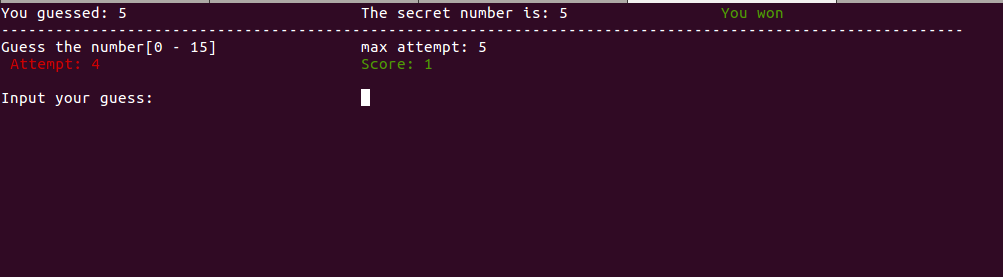 You guessed: 5 The secret number is: 5 You won
-----------------------------------------------------------------------------------------------------------
Guess the number[0 - 15] max attempt: 5
Attempt: 4 Score: 1
Input your guess: